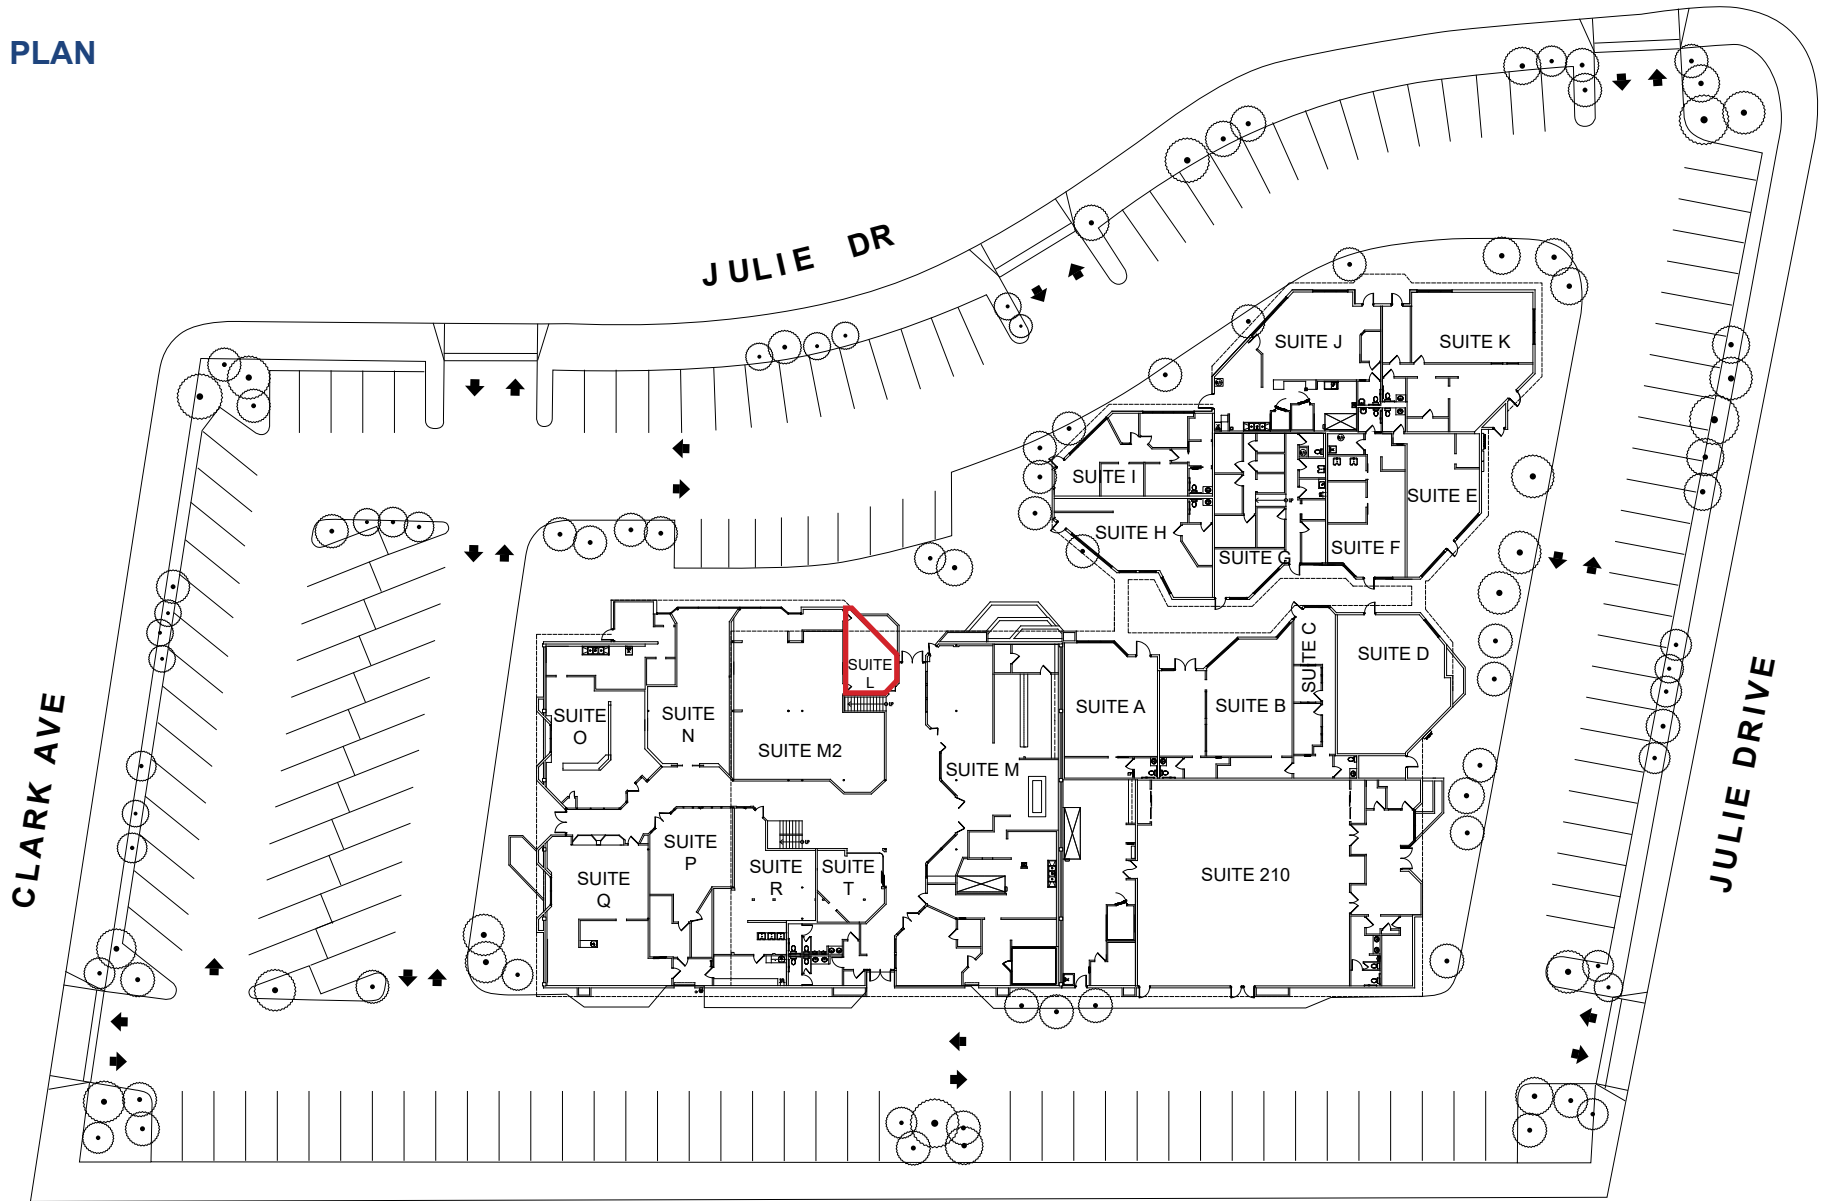 PLAN
JULIE DR
SUITE J
SUITE K
SUITE I
SUITE E
SUITE H
SUITE G
SUITE F
SUITE C
SUITE D
SUITE
L
SUITE A
SUITE B
SUITE
O
SUITE
N
SUITE M2
SUITE M
CLARK AVE
JULIE DRIVE
SUITE
P
SUITE
R
SUITE
T
SUITE
Q
SUITE 210